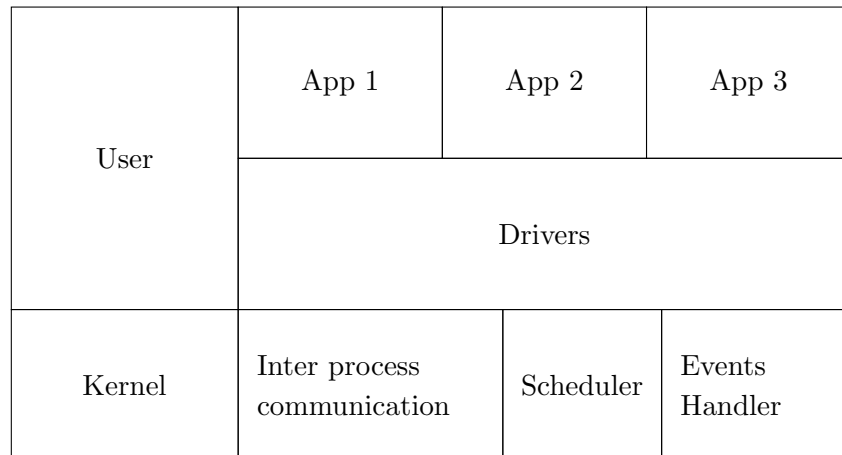 App 1
App 2
App 3
User
Drivers
Kernel
Inter process
communication
Scheduler
Events
Handler